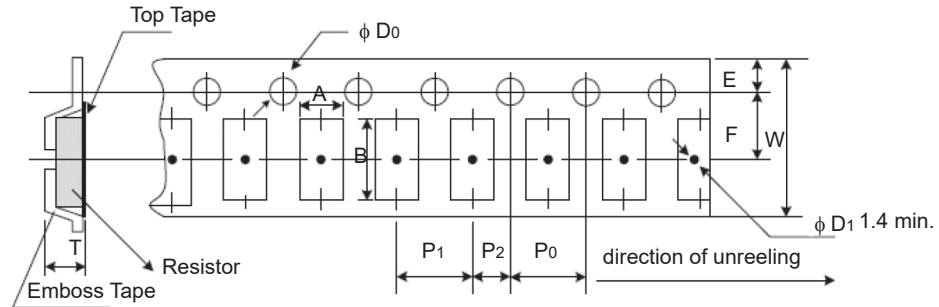 Top Tape
ϕ D0
A
E
F
W
B
ϕ D1 1.4 min.
P1
P2
P0
direction of unreeling
T
Resistor
Emboss Tape